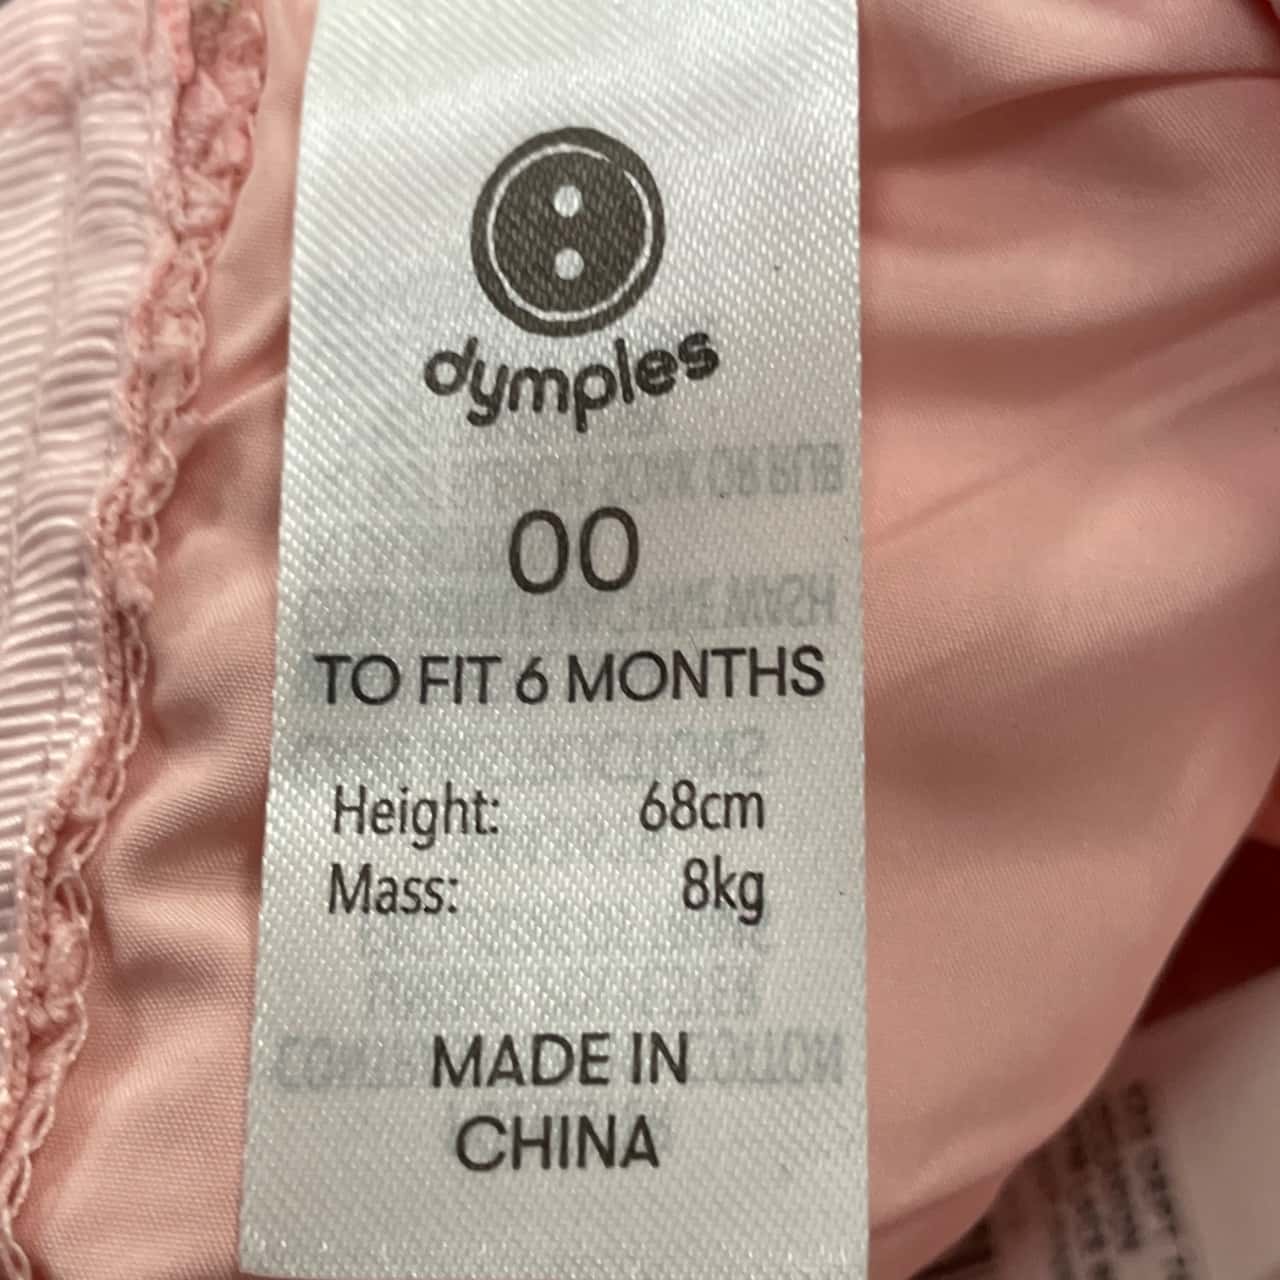 dymples
00
TO FIT 6 MONTHS
Height: 68cm
Mass: 8kg
MADE IN
CHINA